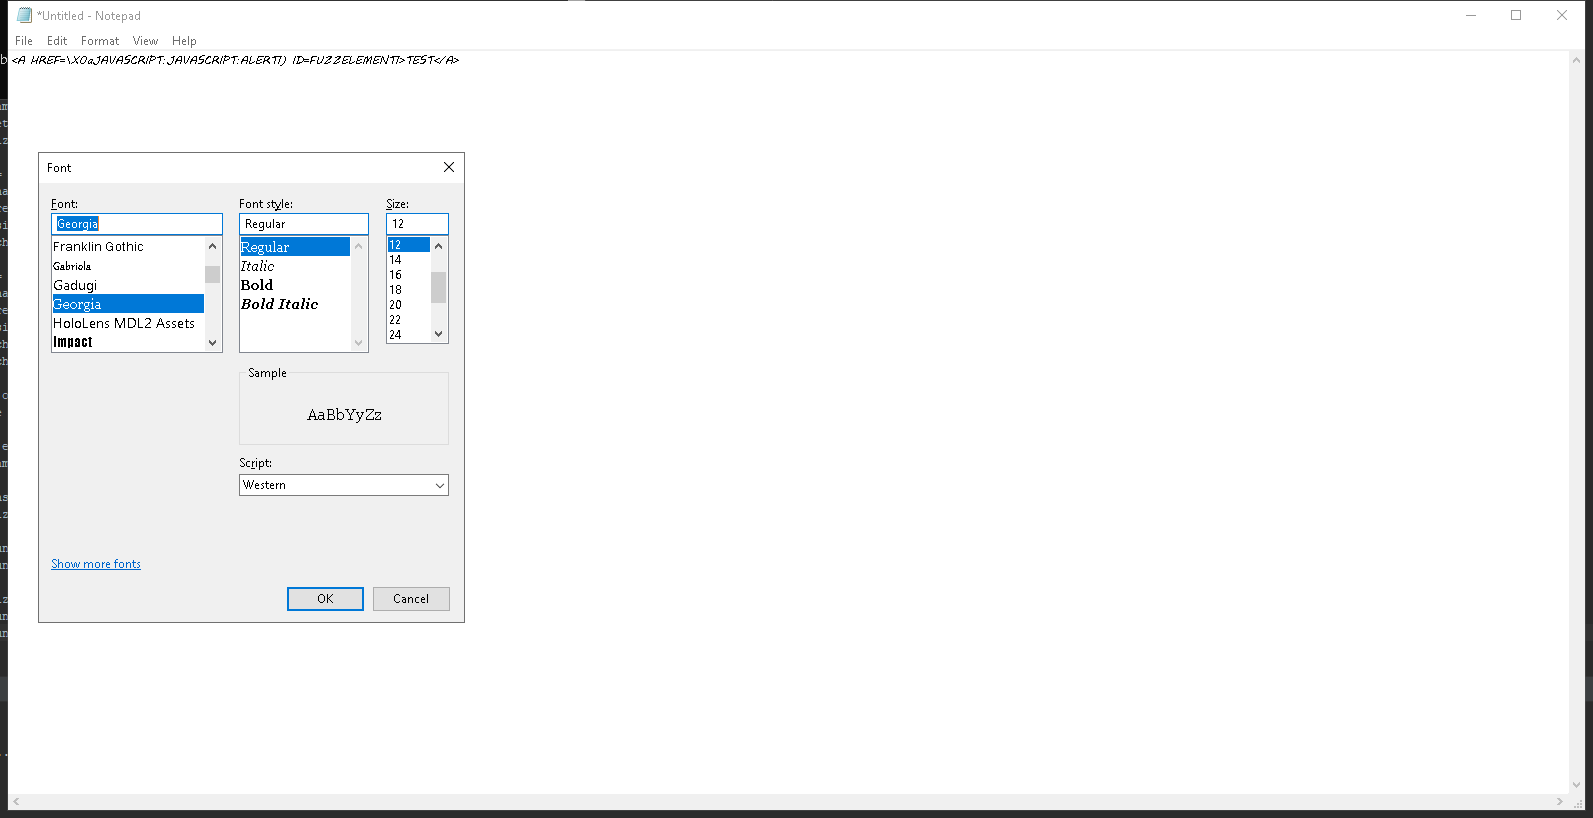 *Untitled - Notepad
File Edit Format View Help
<A HREF=\X0aJAVASCRIPT:JAVASCRIPT:ALERT1) ID=FUZZELEMENT1>TEST</A>
Font
Font: Font style: Size:
Georgia Regular 12
Franklin Gothic
Gabriola
Gadugi
Georgia
HoloLens MDL2 Assets
Impact
Regular
Italic
Bold
Bold Italic
12
14
16
18
20
22
24
Sample
AaBbYyZz
Script:
Western
Show more fonts
OK Cancel